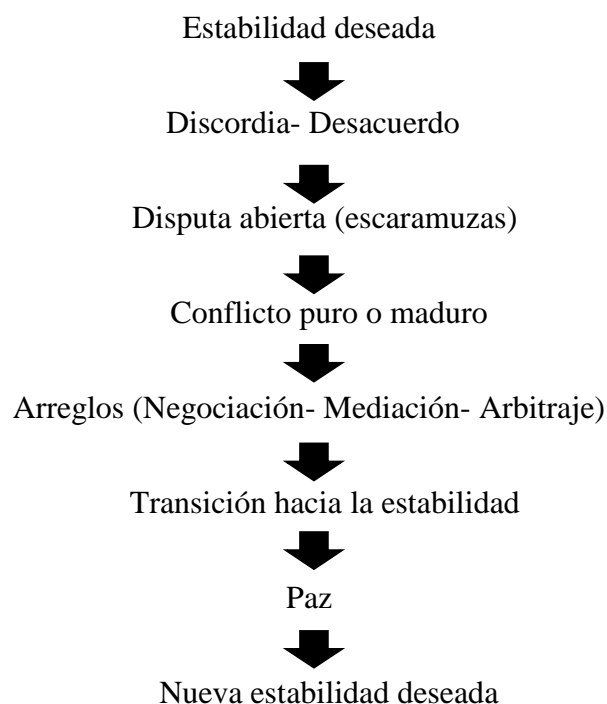 Estabilidad deseada
Discordia- Desacuerdo
Disputa abierta (escaramuzas)
Conflicto puro o maduro
Arreglos (Negociación- Mediación- Arbitraje)
Transición hacia la estabilidad
Paz
Nueva estabilidad deseada